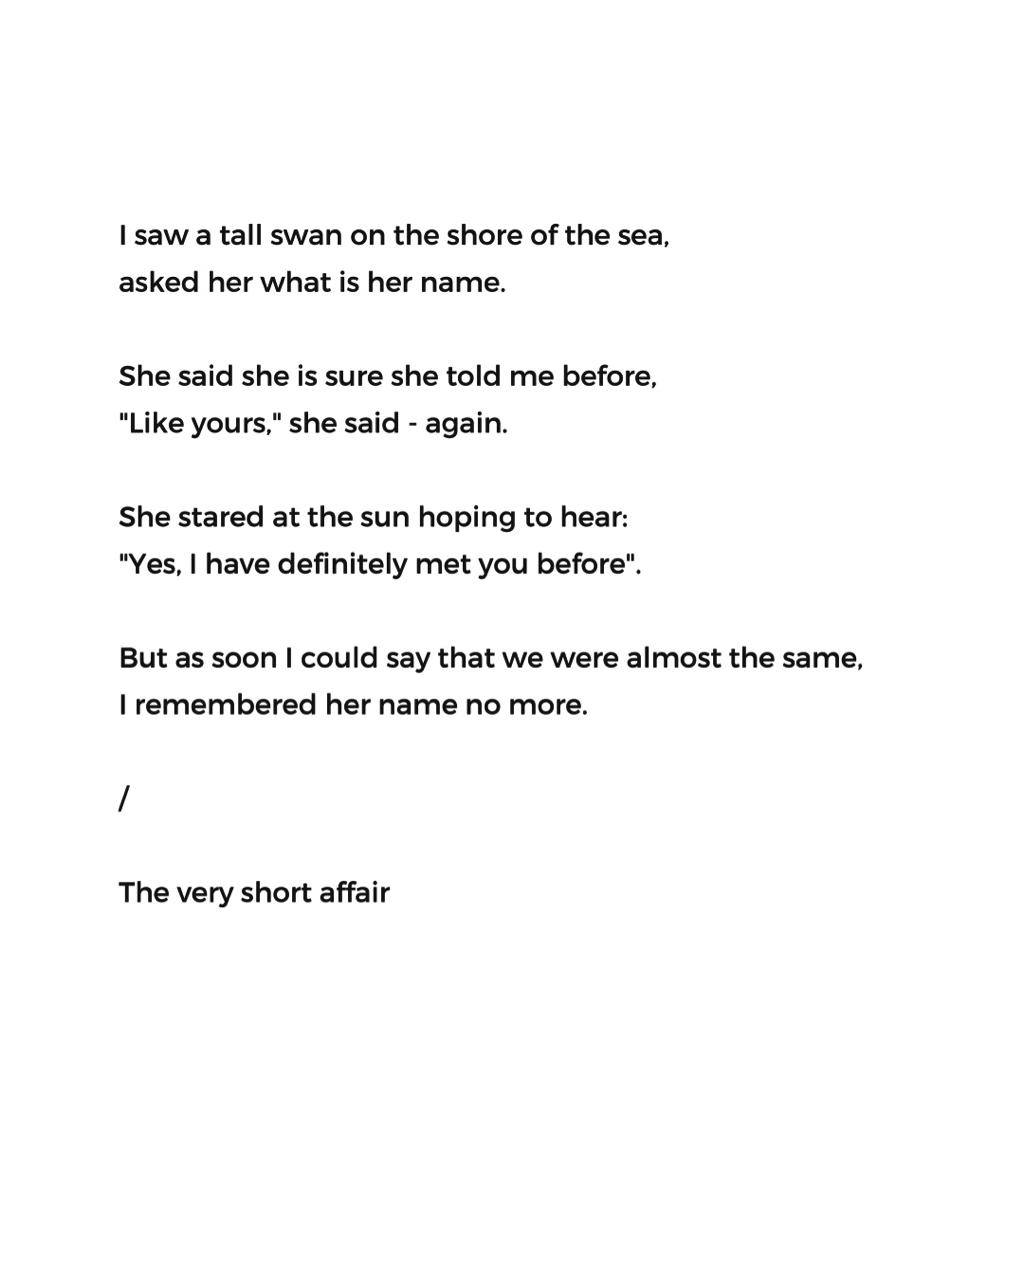 I saw a tall swan on the shore of the sea,
asked her what is her name.
She said she is sure she told me before,
"Like yours," she said - again.
She stared at the sun hoping to hear:
"Yes, I have definitely met you before".
But as soon I could say that we were almost the same,
I remembered her name no more.
/
The very short affair